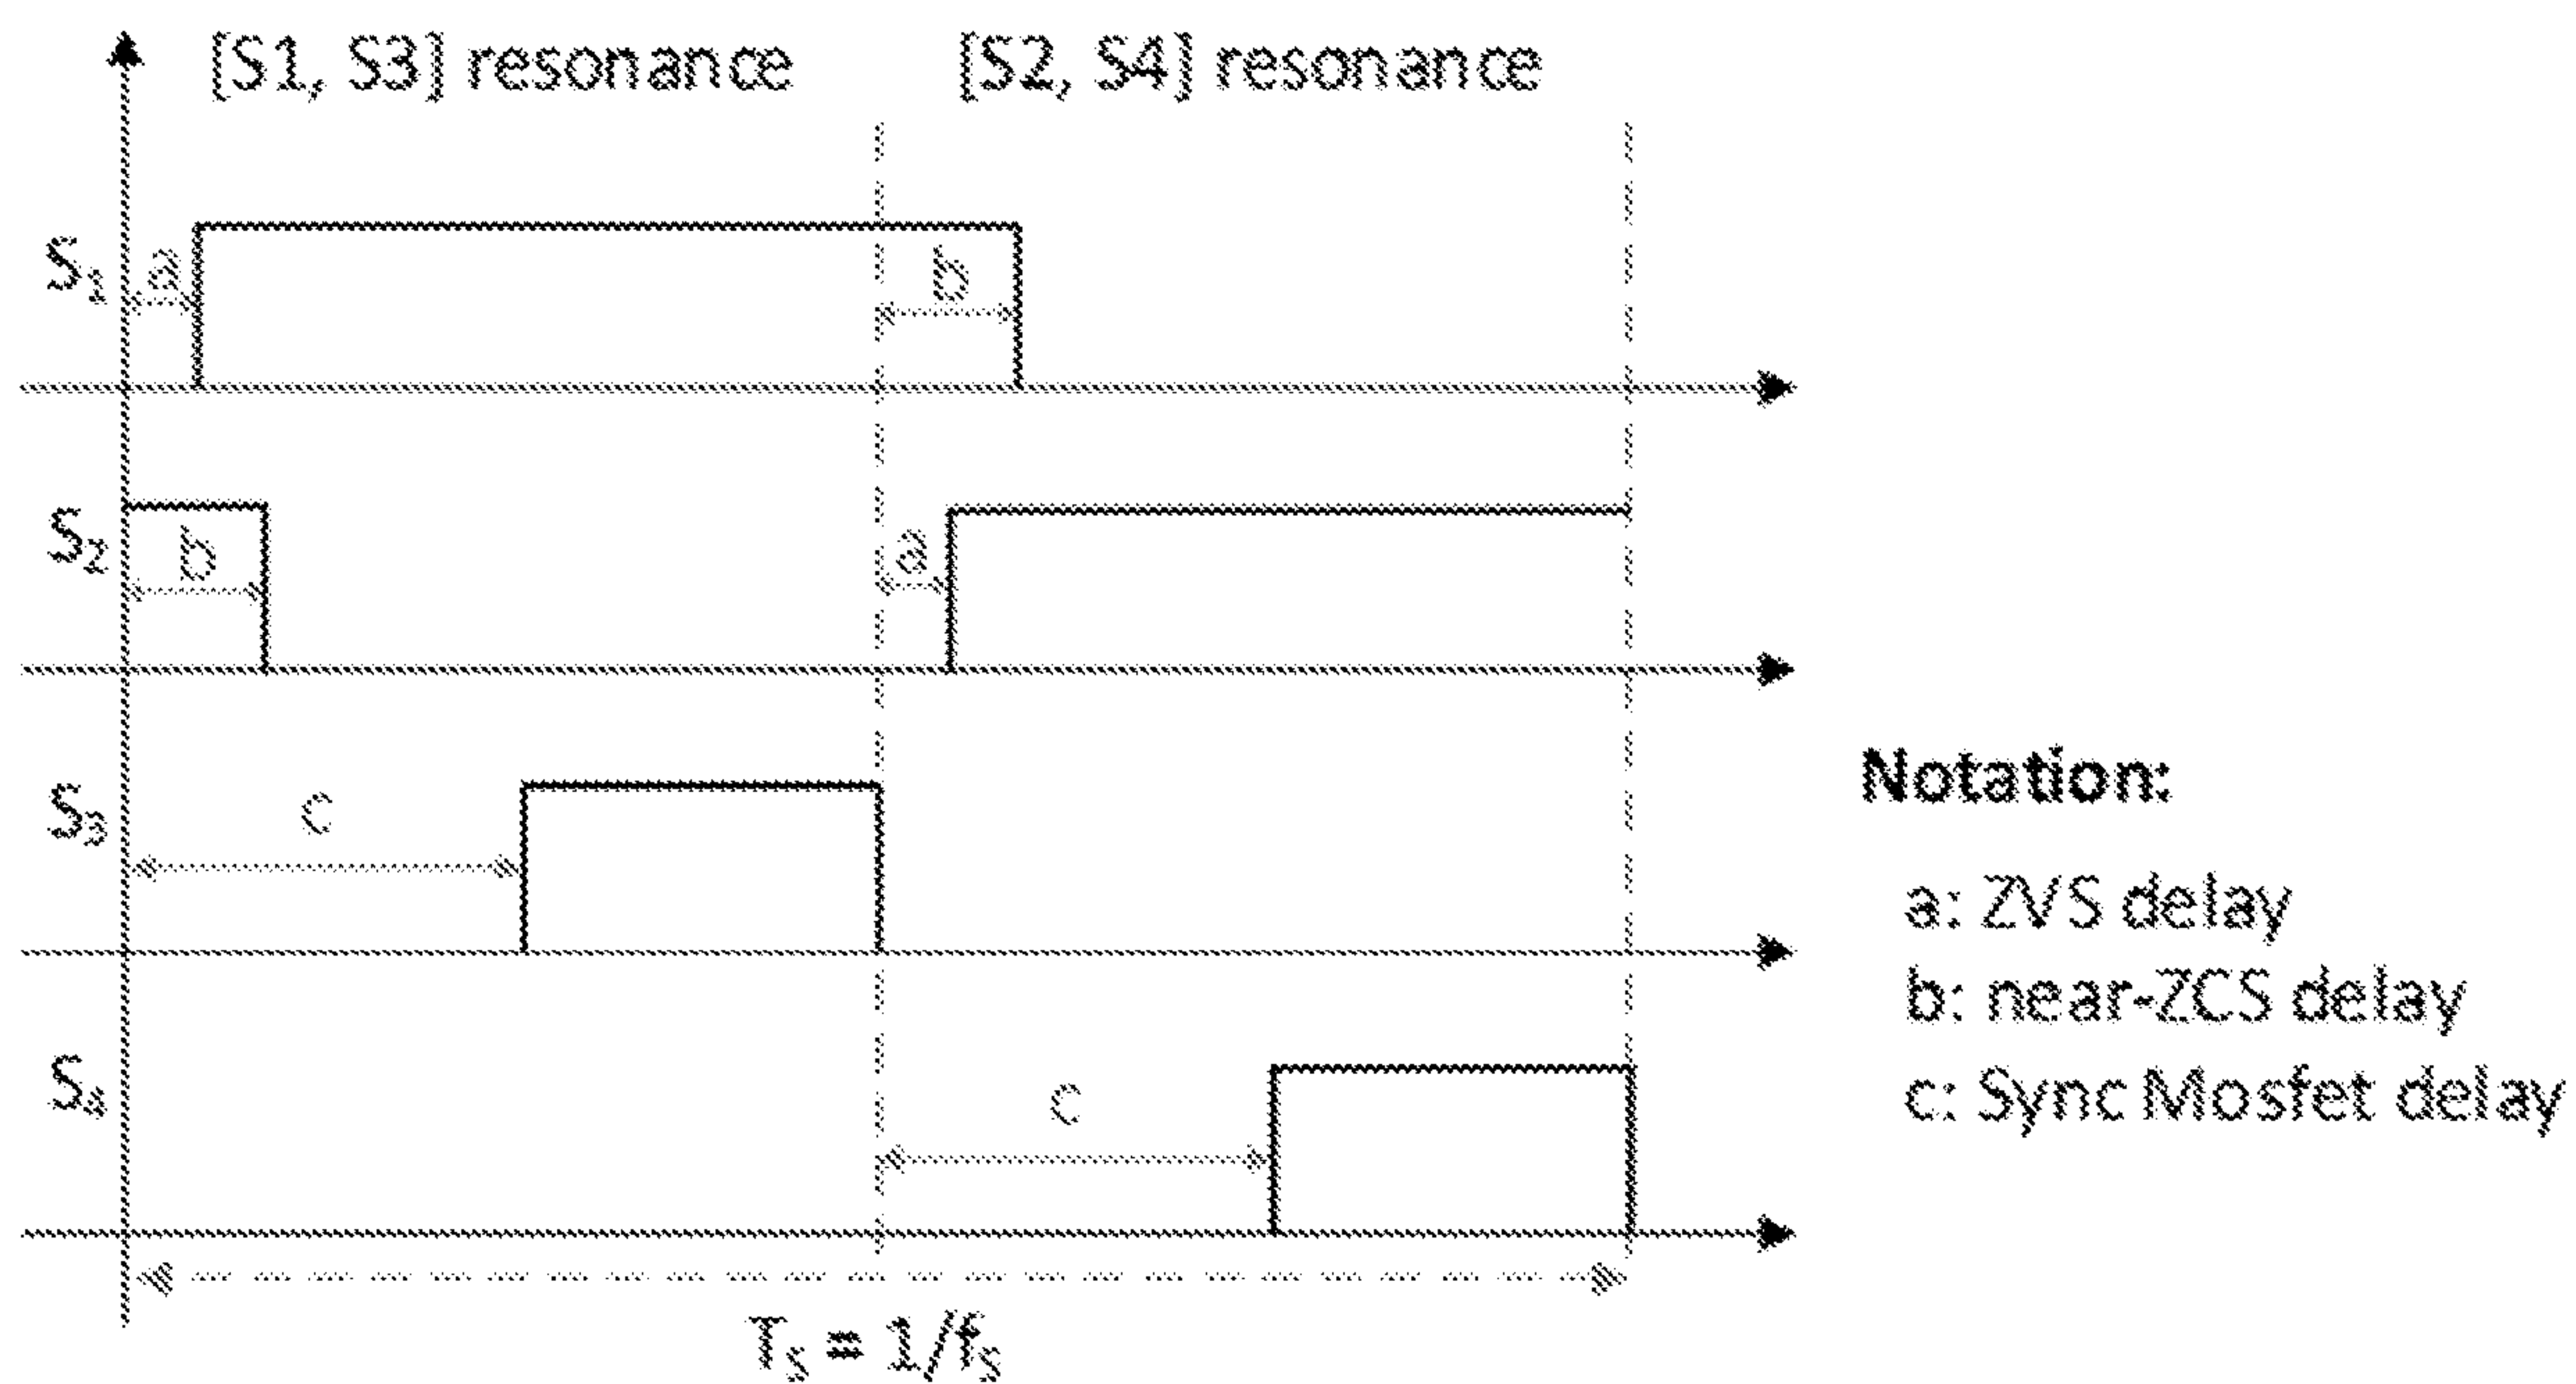 [S1, S3] resonance
[S2, S4] resonance
S1
a
b
S2
b
a
S3
c
S4
c
Ts = 1/fs
Notation:
a: ZVS delay
b: near-ZCS delay
c: Sync Mosfet delay